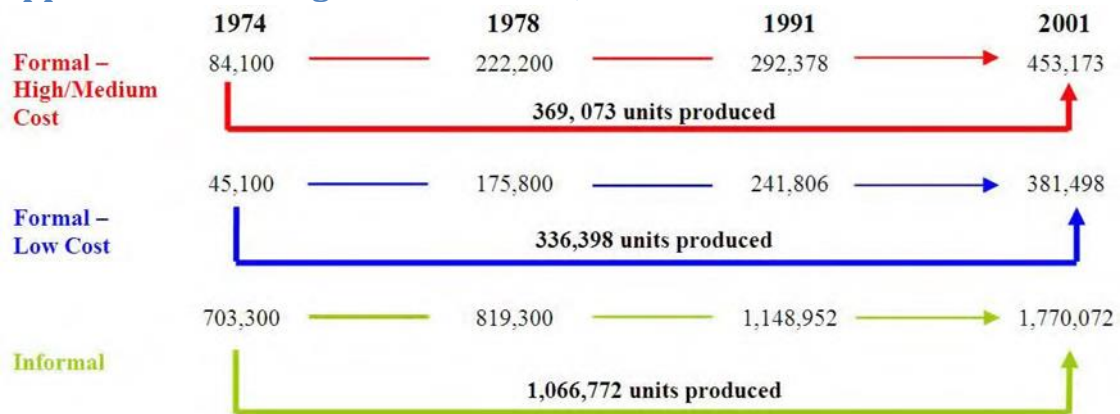 1974 1978 1991 2001
Formal –
High/Medium
Cost
84,100 222,200 292,378 453,173
369, 073 units produced
45,100 175,800 241,806 381,498
Formal –
Low Cost
336,398 units produced
703,300 819,300 1,148,952 1,770,072
Informal
1,066,772 units produced